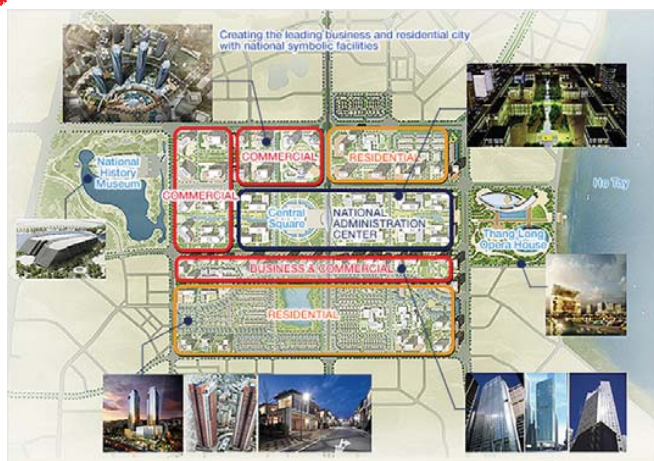 Creating the leading business and residential city
with national symbolic facilities
National
History
Museum
COMMERCIAL
RESIDENTIAL
COMMERCIAL
Central
Square
NATIONAL
ADMINISTRATION
CENTER
Ho Tay
Thang Long
Opera House
BUSINESS & COMMERCIAL
RESIDENTIAL